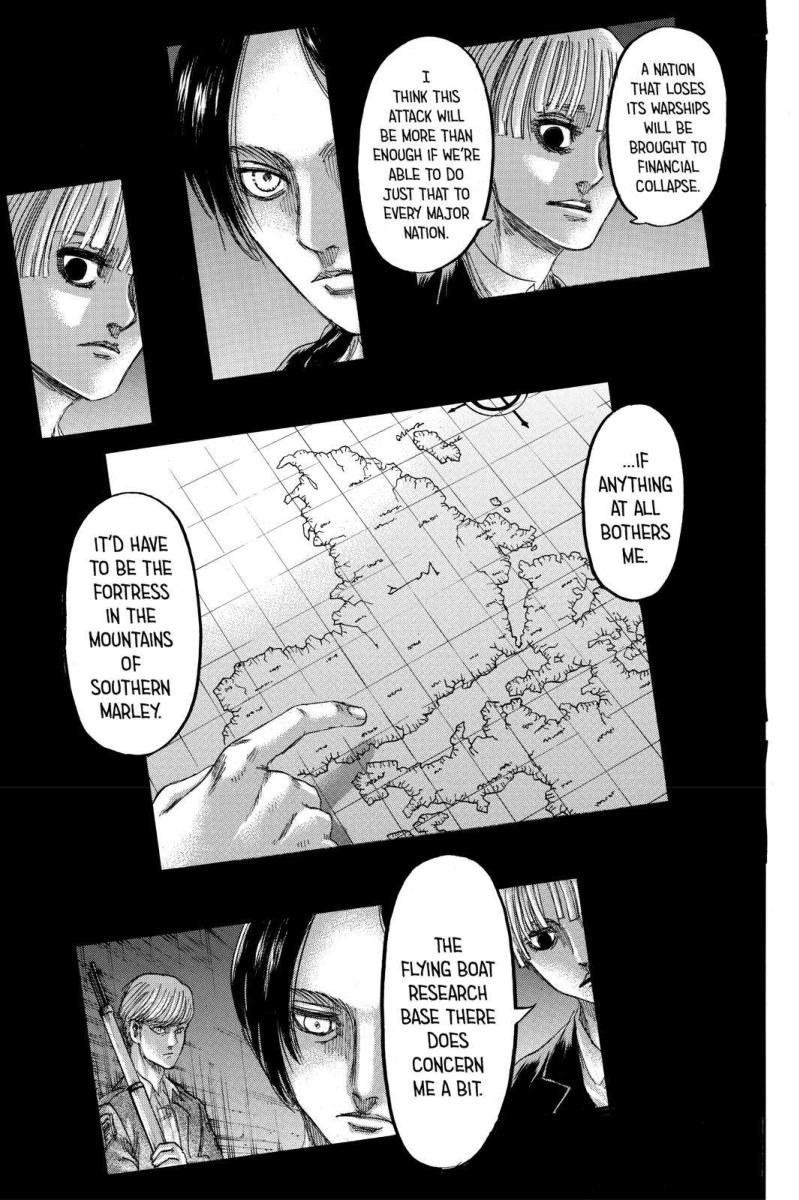 A NATION
THAT LOSES
ITS WARSHIPS
WILL BE
BROUGHT TO
FINANCIAL
COLLAPSE.
I
THINK THIS
ATTACK WILL
BE MORE THAN
ENOUGH IF WE'RE
ABLE TO DO
JUST THAT TO
EVERY MAJOR
NATION.
...IF
ANYTHING
AT ALL
BOTHERS
ME.
IT'D HAVE
TO BE THE
FORTRESS
IN THE
MOUNTAINS
OF
SOUTHERN
MARLEY.
THE
FLYING BOAT
RESEARCH
BASE THERE
DOES
CONCERN
ME A BIT.